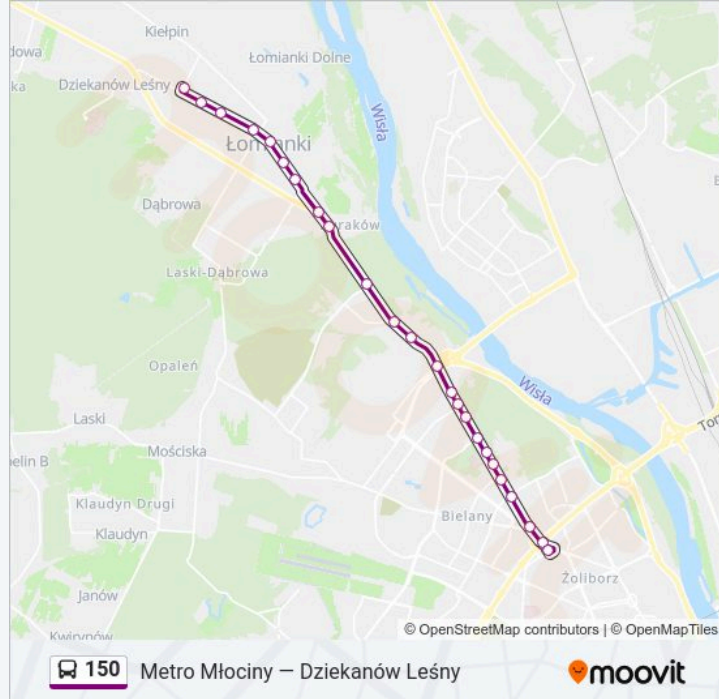 Kiełpin
dowa
Łomianki Dolne
Dziekanów Leśny
ka
Wisła
Łomianki
Dąbrowa
raków
Laski-Dąbrowa
Opaleń
Wisła
Laski
Tor
Mościska
elin B
Klaudyn Drugi
Bielany
Klaudyn
Żoliborz
Janów
Kwirynów
© OpenStreetMap contributors | © OpenMapTiles
150 Metro Młociny — Dziekanów Leśny moovit